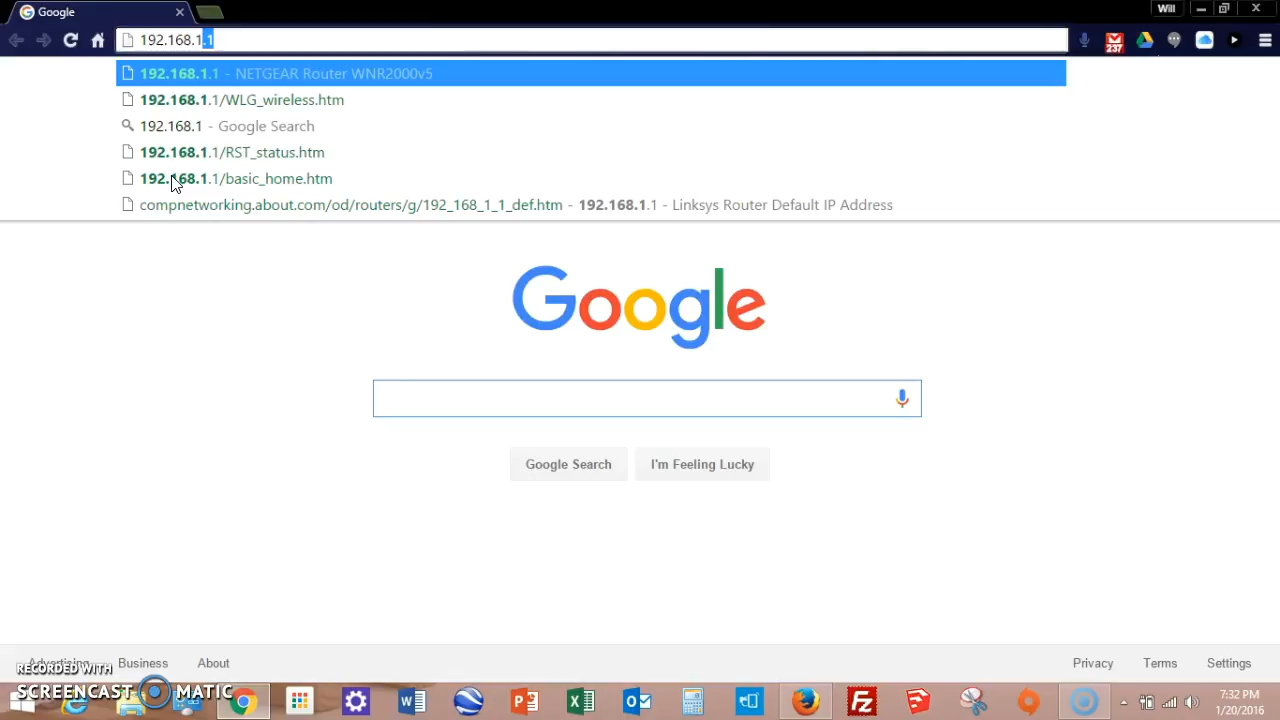 Google
Will
192.168.1.1
237
192.168.1.1 - NETGEAR Router WNR2000v5
192.168.1.1/WLG_wireless.htm
192.168.1 - Google Search
192.168.1.1/RST_status.htm
192.168.1.1/basic_home.htm
compnetworking.about.com/od/routers/g/192_168_1_1_def.htm - 192.168.1.1 - Linksys Router Default IP Address
Google
Google Search
I'm Feeling Lucky
Advertising
Business
About
Privacy
Terms
Settings
RECORDED WITH
SCREENCAST MATIC
7:32 PM
1/20/2016